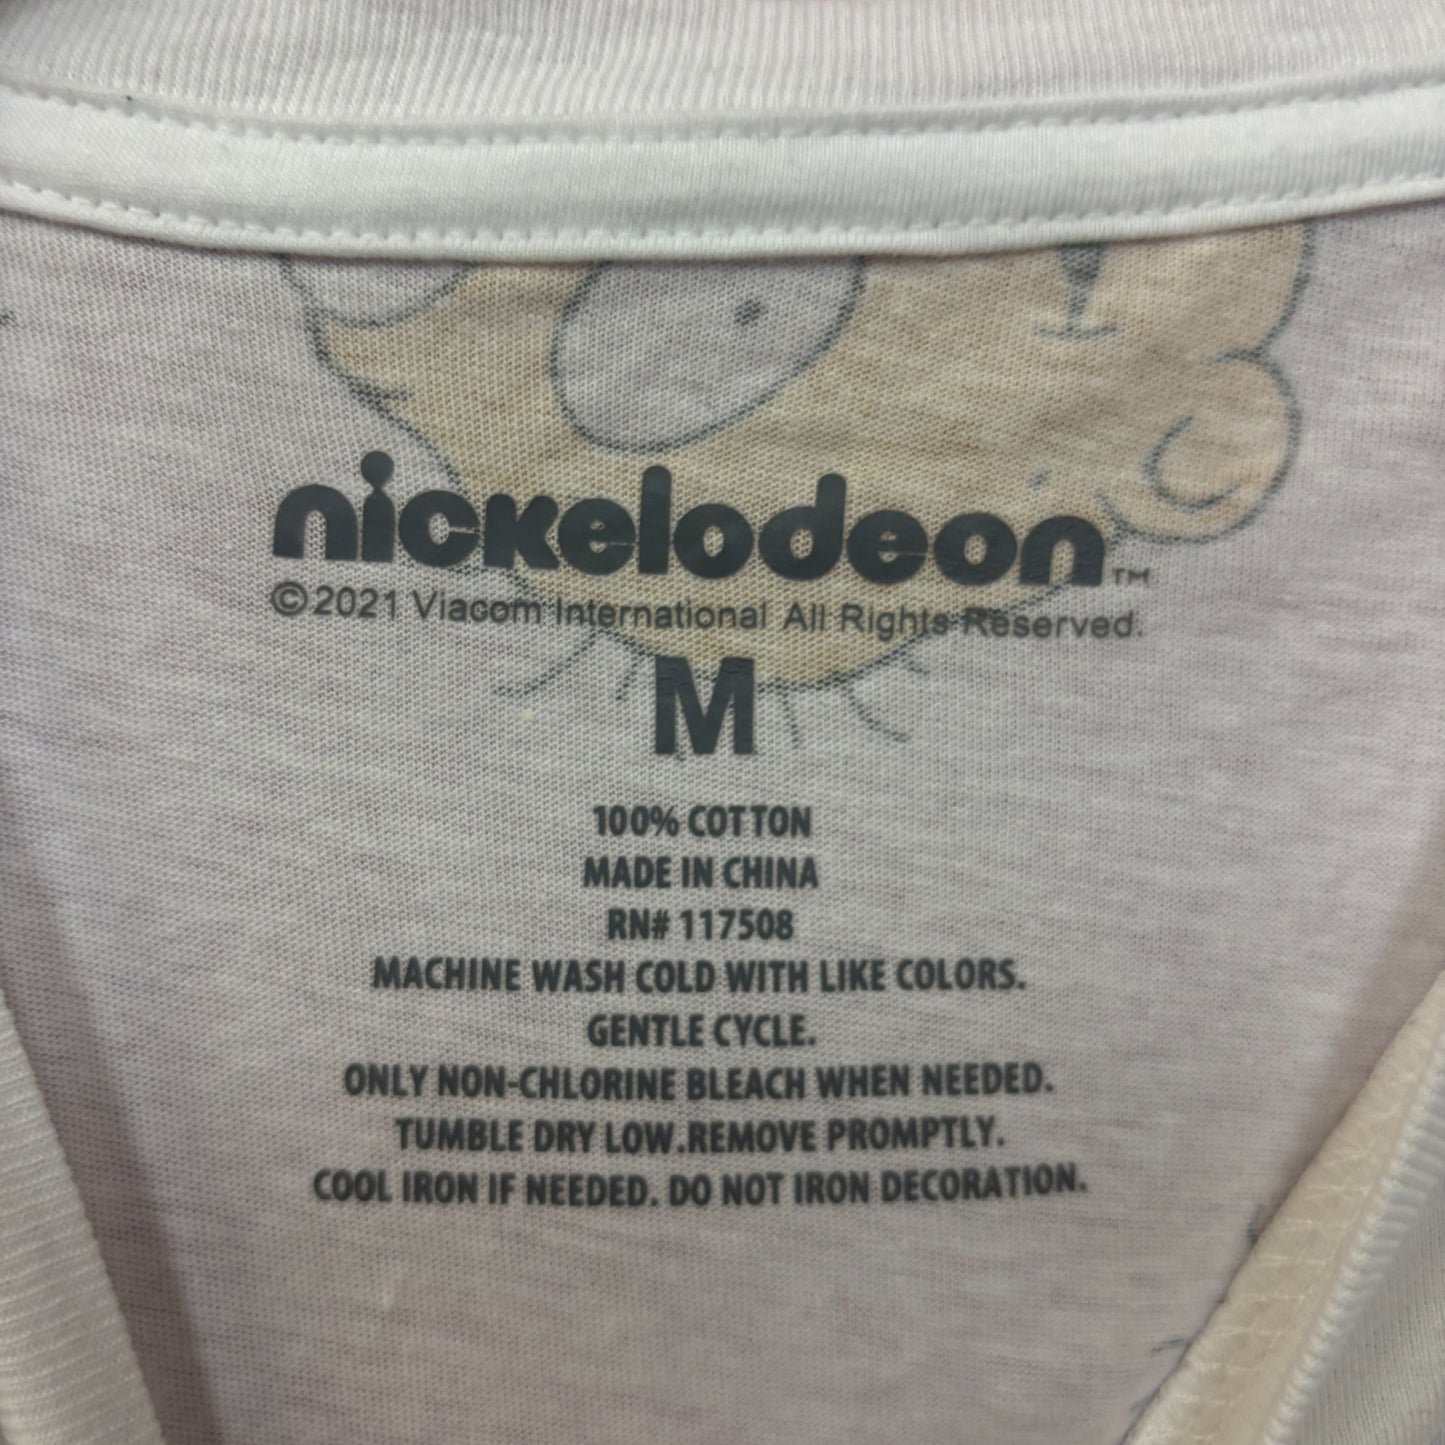 nickelodeon™
©2021 Viacom International All Rights Reserved.
M
100% COTTON
MADE IN CHINA
RN# 117508
MACHINE WASH COLD WITH LIKE COLORS.
GENTLE CYCLE.
ONLY NON-CHLORINE BLEACH WHEN NEEDED.
TUMBLE DRY LOW.REMOVE PROMPTLY.
COOL IRON IF NEEDED. DO NOT IRON DECORATION.